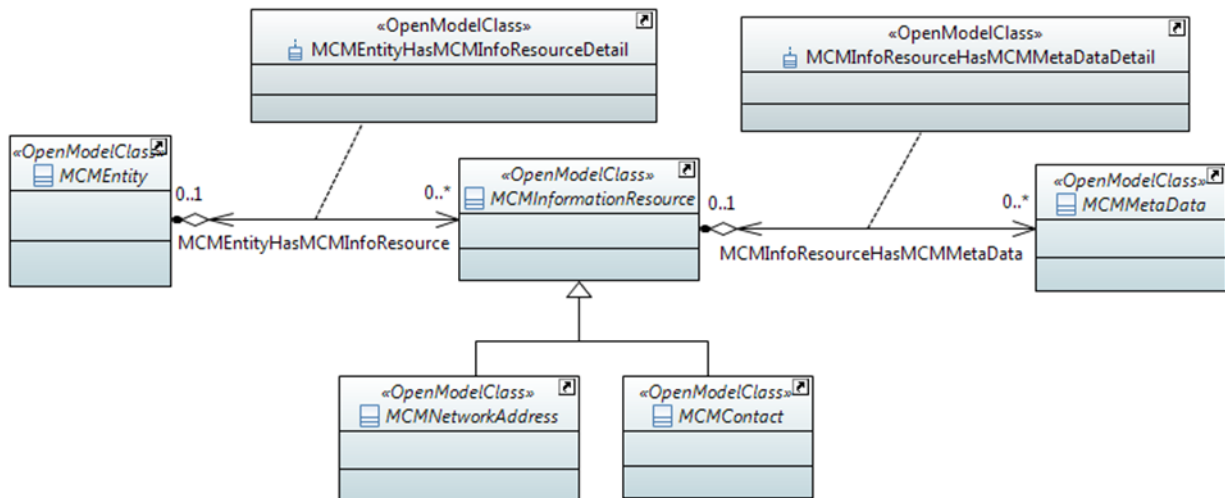 «OpenModelClass»
MCMEntityHasMCMInfoResourceDetail
«OpenModelClass»
MCMInfoResourceHasMCMMetaDataDetail
«OpenModelClass»
MCMEntity
0..1
0..*
MCMEntityHasMCMInfoResource
«OpenModelClass»
MCMInformationResource
0..1
0..*
MCMInfoResourceHasMCMMetaData
«OpenModelClass»
MCMMetaData
«OpenModelClass»
MCMNetworkAddress
«OpenModelClass»
MCMContact